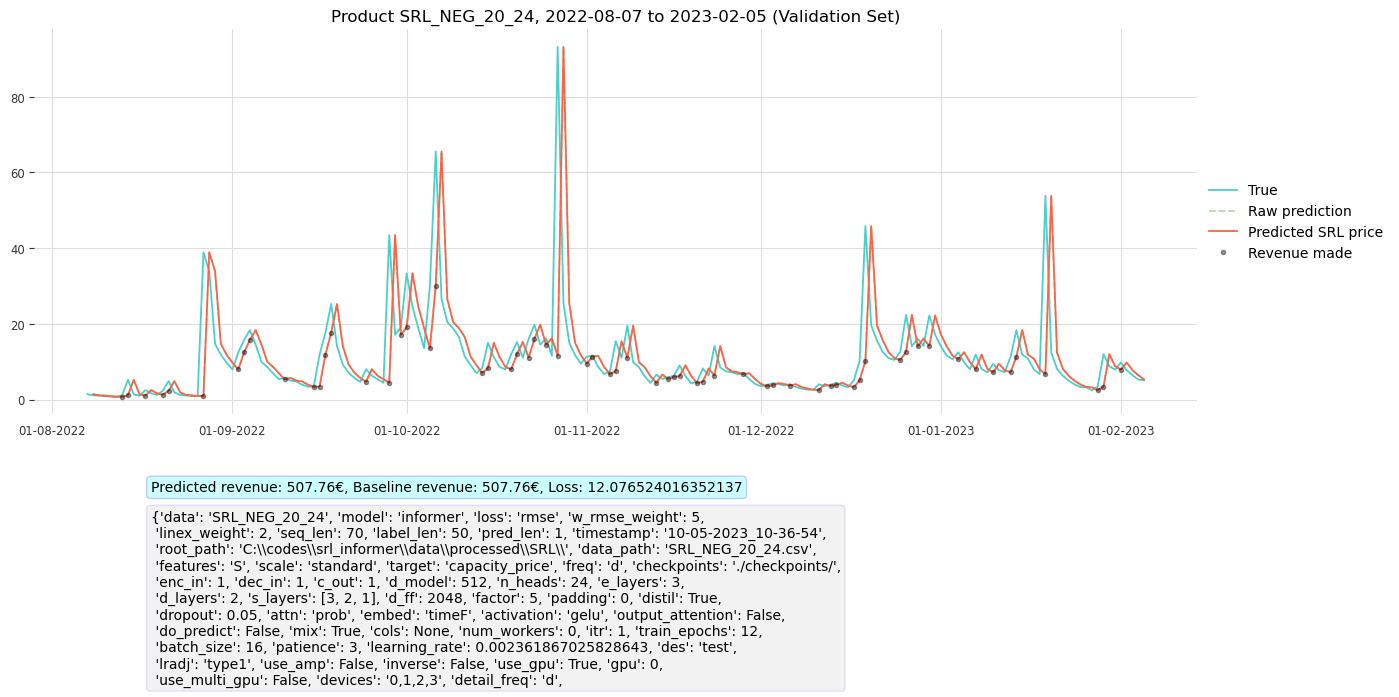 Product SRL_NEG_20_24, 2022-08-07 to 2023-02-05 (Validation Set)
80
60
40
20
0
01-08-2022 01-09-2022 01-10-2022 01-11-2022 01-12-2022 01-01-2023 01-02-2023
True
Raw prediction
Predicted SRL price
Revenue made
Predicted revenue: 507.76€, Baseline revenue: 507.76€, Loss: 12.076524016352137
{'data': 'SRL_NEG_20_24', 'model': 'informer', 'loss': 'rmse', 'w_rmse_weight': 5,
'linex_weight': 2, 'seq_len': 70, 'label_len': 50, 'pred_len': 1, 'timestamp': '10-05-2023_10-36-54',
'root_path': 'C:\\codes\\srl_informer\\data\\processed\\SRL\\', 'data_path': 'SRL_NEG_20_24.csv',
'features': 'S', 'scale': 'standard', 'target': 'capacity_price', 'freq': 'd', 'checkpoints': './checkpoints/',
'enc_in': 1, 'dec_in': 1, 'c_out': 1, 'd_model': 512, 'n_heads': 24, 'e_layers': 3,
'd_layers': 2, 's_layers': [3, 2, 1], 'd_ff': 2048, 'factor': 5, 'padding': 0, 'distil': True,
'dropout': 0.05, 'attn': 'prob', 'embed': 'timeF', 'activation': 'gelu', 'output_attention': False,
'do_predict': False, 'mix': True, 'cols': None, 'num_workers': 0, 'itr': 1, 'train_epochs': 12,
'batch_size': 16, 'patience': 3, 'learning_rate': 0.002361867025828643, 'des': 'test',
'lradj': 'type1', 'use_amp': False, 'inverse': False, 'use_gpu': True, 'gpu': 0,
'use_multi_gpu': False, 'devices': '0,1,2,3', 'detail_freq': 'd',